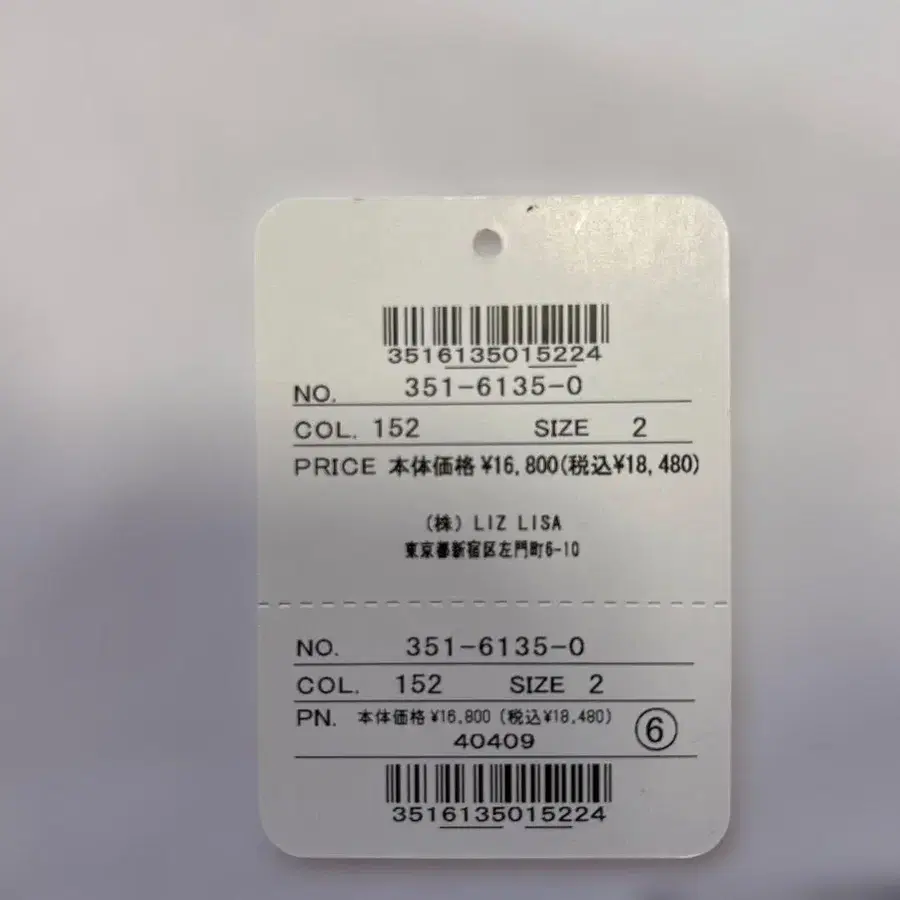 3516135015224
NO. 351-6135-0
COL. 152 SIZE 2
PRICE 本体価格 ¥16,800(税込¥18,480)
(株) LIZ LISA
東京都新宿区左門町6-10
NO. 351-6135-0
COL. 152 SIZE 2
PN. 本体価格 ¥16,800 (税込¥18,480)
40409 ⑥
3516135015224